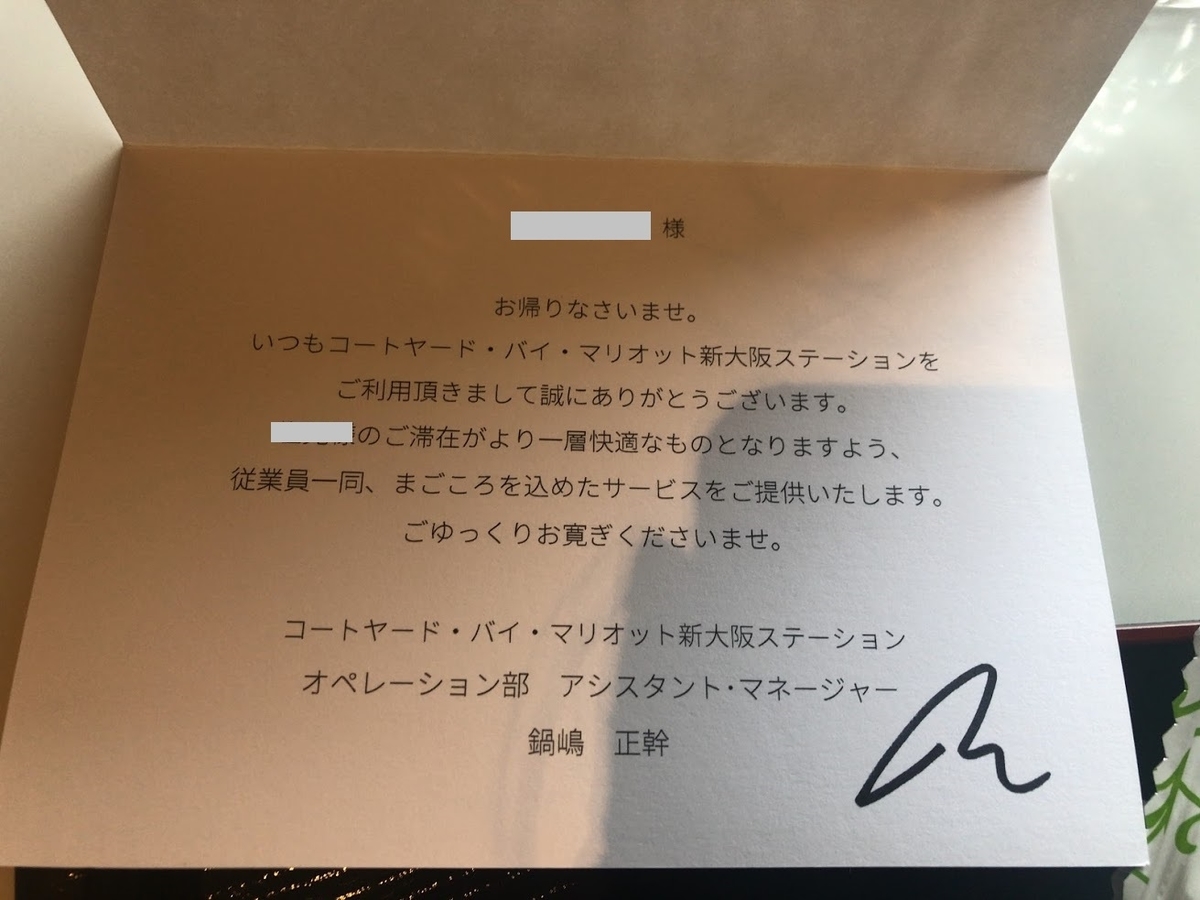 様
お帰りなさいませ。
いつもコートヤード・バイ・マリオット新大阪ステーションを
ご利用頂きまして誠にありがとうございます。
のご滞在がより一層快適なものとなりますよう、
従業員一同、まごころを込めたサービスをご提供いたします。
ごゆっくりお寛ぎくださいませ。
コートヤード・バイ・マリオット新大阪ステーション
オペレーション部　アシスタント・マネージャー
鍋嶋　正幹